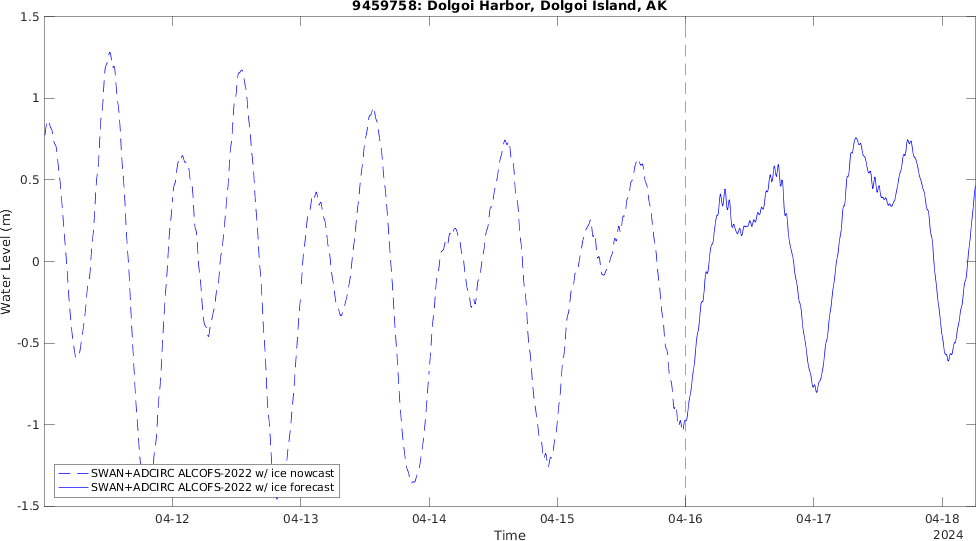 9459758: Dolgoi Harbor, Dolgoi Island, AK
1.5
1
0.5
0
-0.5
-1
-1.5
Water Level (m)
SWAN+ADCIRC ALCOFS-2022 w/ ice nowcast
SWAN+ADCIRC ALCOFS-2022 w/ ice forecast
04-12 04-13 04-14 04-15 04-16 04-17 04-18
Time 2024